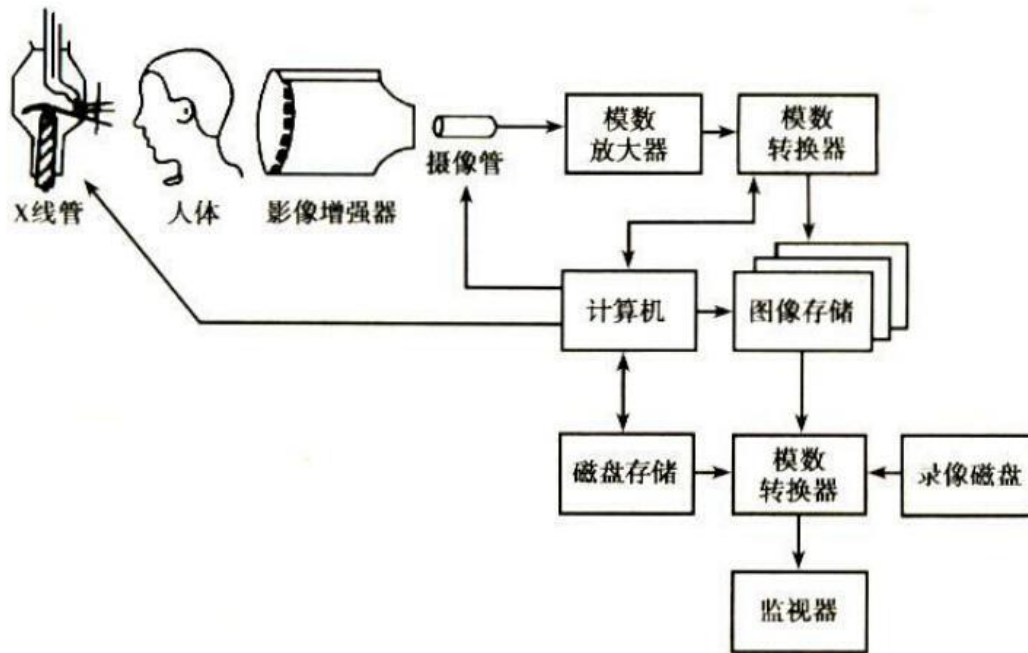 模数
放大器
模数
转换器
摄像管
X线管
人体
影像增强器
计算机
图像存储
磁盘存储
模数
转换器
录像磁盘
监视器